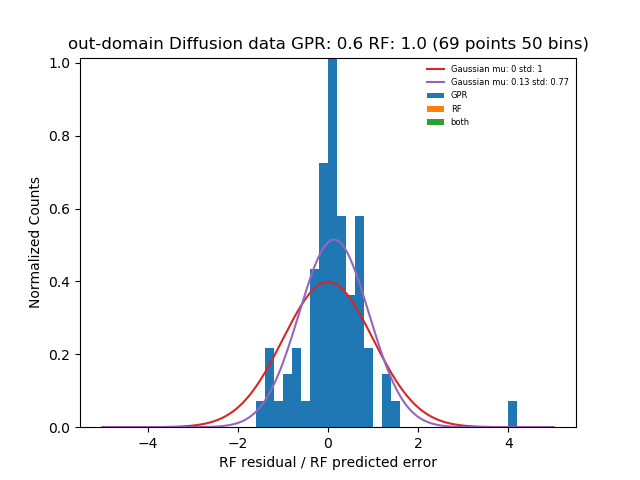 out-domain Diffusion data GPR: 0.6 RF: 1.0 (69 points 50 bins)
1.0
0.8
0.6
0.4
0.2
0.0
Normalized Counts
Gaussian mu: 0 std: 1
Gaussian mu: 0.13 std: 0.77
GPR
RF
both
−4
−2
0
2
4
RF residual / RF predicted error